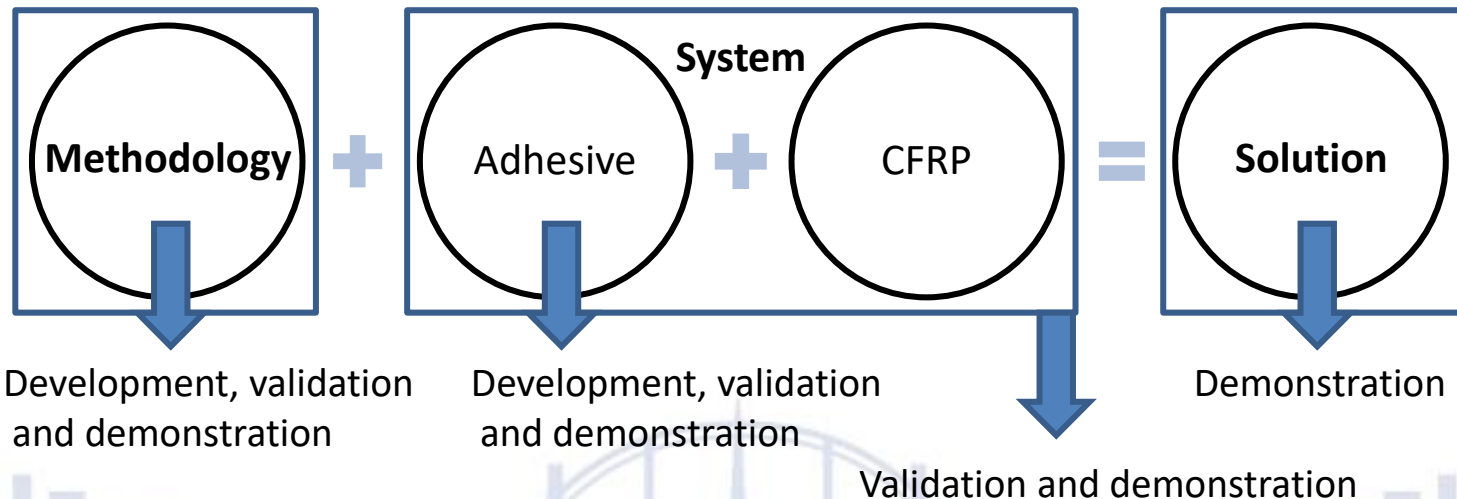 System
Methodology + Adhesive + CFRP = Solution
Development, validation
and demonstration
Development, validation
and demonstration
Demonstration
Validation and demonstration